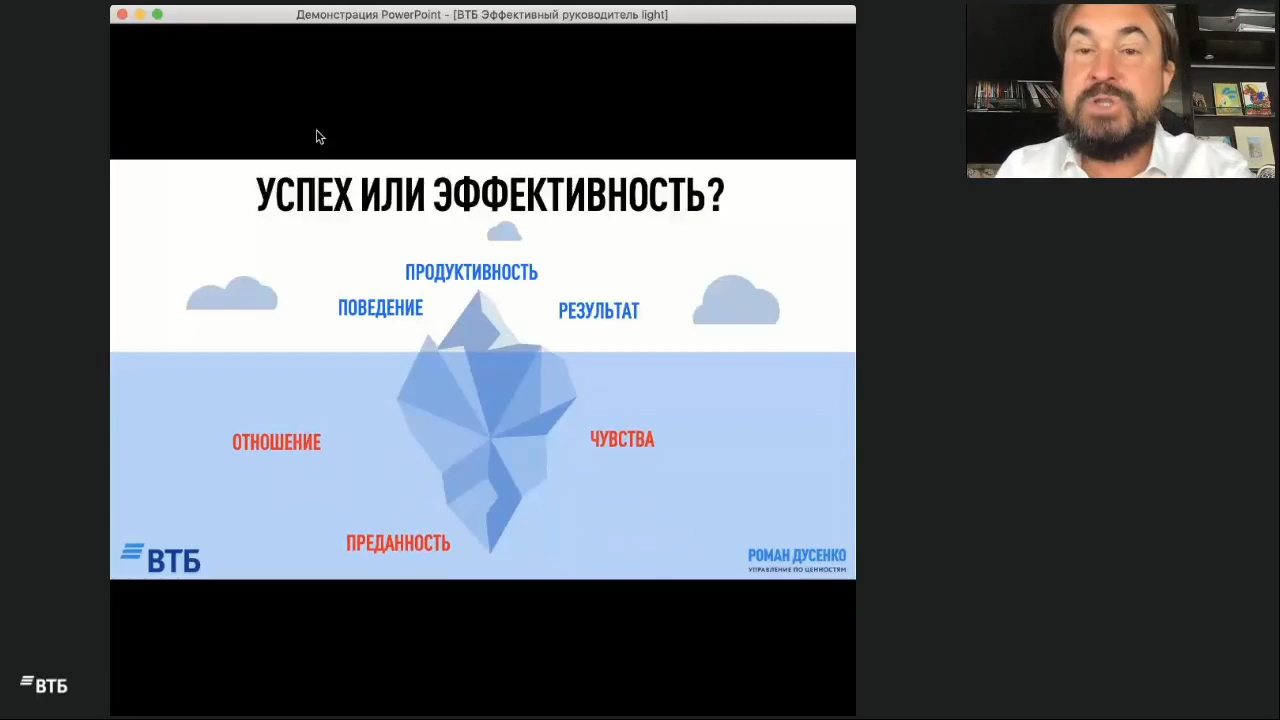 Демонстрация PowerPoint - [ВТБ Эффективный руководитель light]
УСПЕХ ИЛИ ЭФФЕКТИВНОСТЬ?
ПРОДУКТИВНОСТЬ
ПОВЕДЕНИЕ
РЕЗУЛЬТАТ
ОТНОШЕНИЕ
ЧУВСТВА
ПРЕДАННОСТЬ
ВТБ
РОМАН ДУСЕНКО
УПРАВЛЕНИЕ ПО ЦЕННОСТЯМ
ВТБ